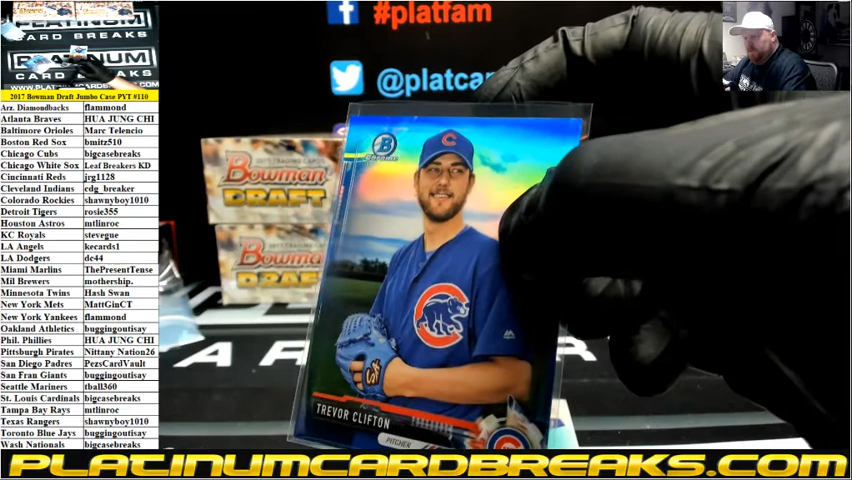 #platfam
@platcar
PLATINUM
CARD BREAKS
PLATINUM
CARD BREAKS
2017 Bowman Draft Jumbo Case PYT #110
Arz. Diamondbacks flammond
Atlanta Braves HUA JUNG CHI
Baltimore Orioles Marc Telencio
Boston Red Sox bmitz510
Chicago Cubs bigcasebreaks
Chicago White Sox Leaf Breakers KD
Cincinnati Reds jrg1128
Cleveland Indians cdg_breaker
Colorado Rockies shawnyboy1010
Detroit Tigers rosie355
Houston Astros mtlinroc
KC Royals stevegue
LA Angels kecards1
LA Dodgers dc44
Miami Marlins ThePresentTense
Mil Brewers mothership.
Minnesota Twins Hash Swan
New York Mets MattGinCT
New York Yankees flammond
Oakland Athletics buggingoutisay
Phil. Phillies HUA JUNG CHI
Pittsburgh Pirates Nittany Nation26
San Diego Padres PezsCardVault
San Fran Giants buggingoutisay
Seattle Mariners tball360
St. Louis Cardinals bigcasebreaks
Tampa Bay Rays mtlinroc
Texas Rangers shawnyboy1010
Toronto Blue Jays buggingoutisay
Wash Nationals bigcasebreaks
Bowman
DRAFT
Bowman
DRAFT
B
Chrome
C
TREVOR CLIFTON
PITCHER
PLATINUMCARDBREAKS.COM